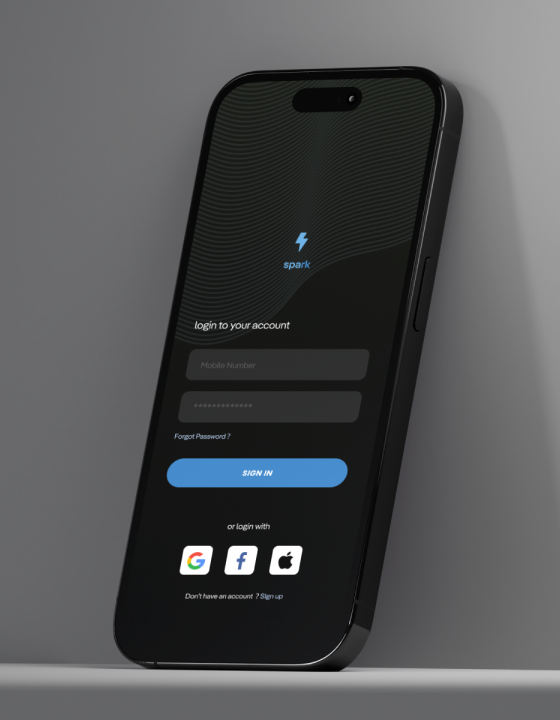 spark
login to your account
Mobile Number
*************
Forgot Password ?
SIGN IN
or login with
Don't have an account ? Sign up